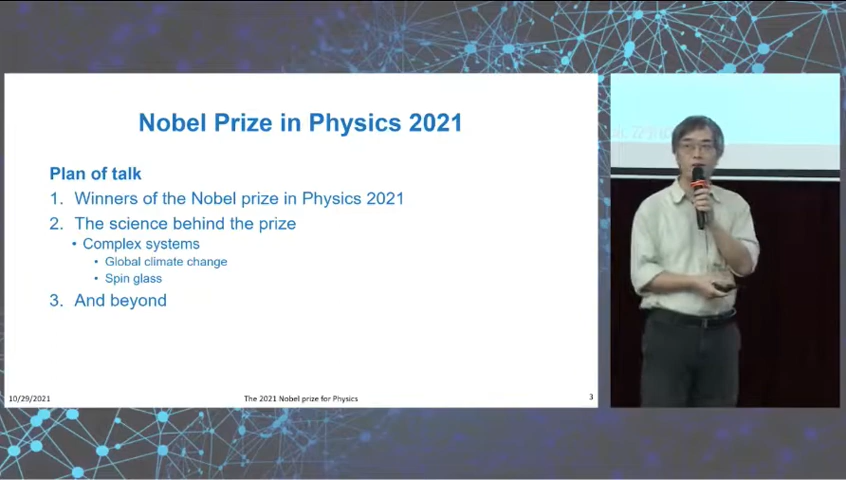 Nobel Prize in Physics 2021
Plan of talk
1. Winners of the Nobel prize in Physics 2021
2. The science behind the prize
• Complex systems
• Global climate change
• Spin glass
3. And beyond
10/29/2021 The 2021 Nobel prize for Physics 3